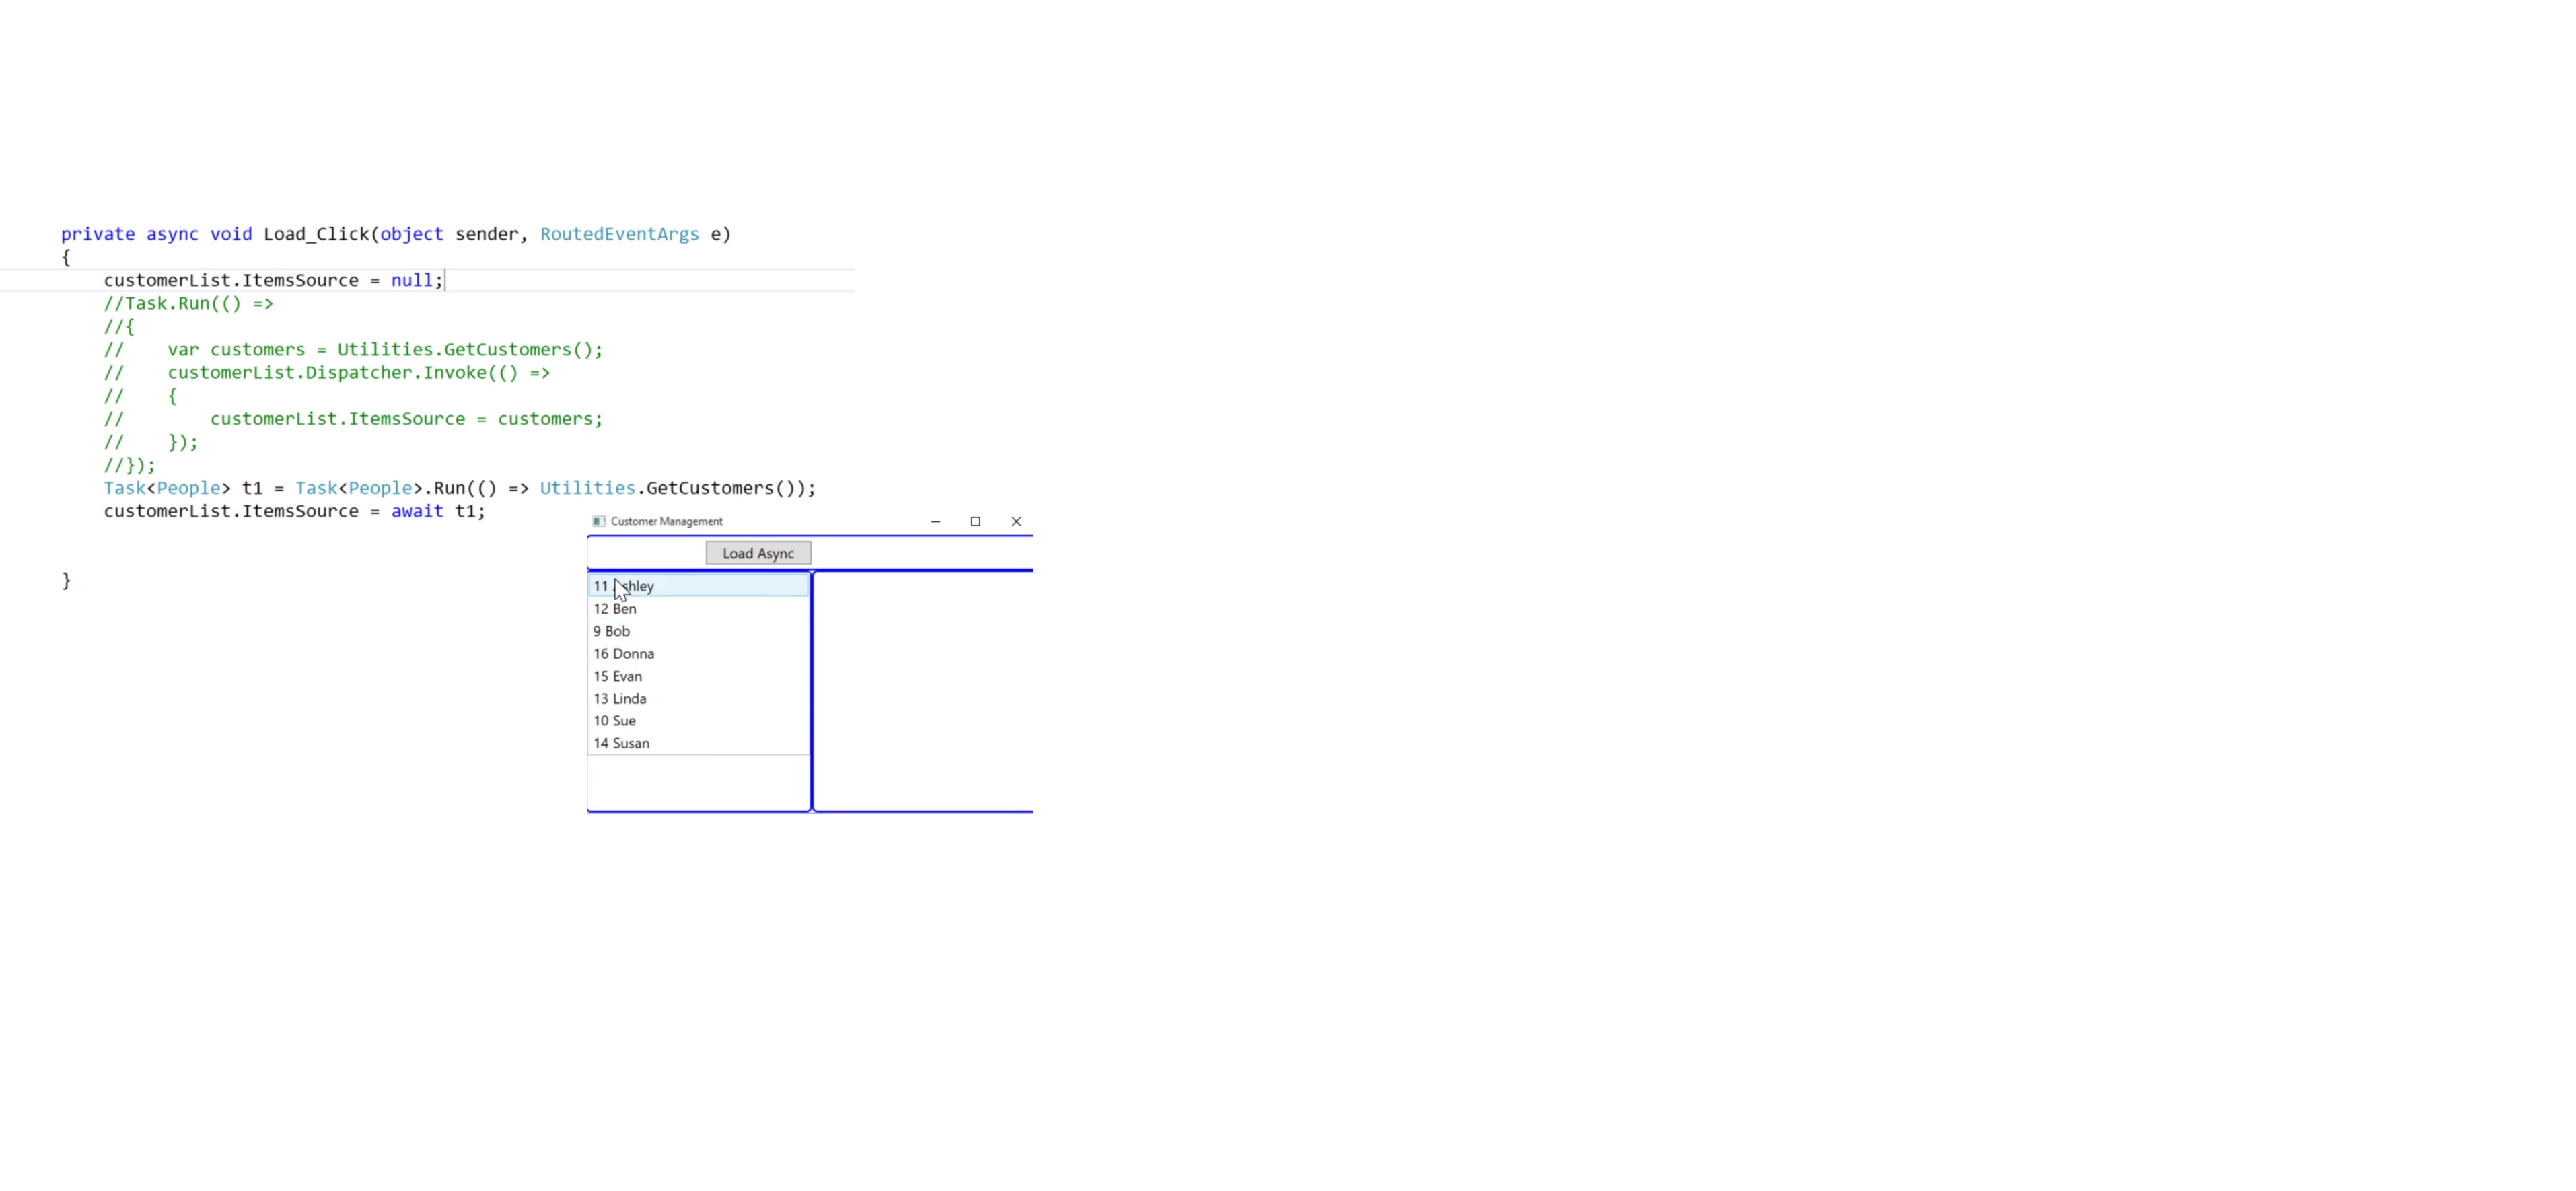 private async void Load_Click(object sender, RoutedEventArgs e)
{
customerList.ItemsSource = null;
//Task.Run(() =>
//{
//    var customers = Utilities.GetCustomers();
//    customerList.Dispatcher.Invoke(() =>
//    {
//        customerList.ItemsSource = customers;
//    });
//});
Task<People> t1 = Task<People>.Run(() => Utilities.GetCustomers());
customerList.ItemsSource = await t1;
}
Customer Management
Load Async
11 Ashley
12 Ben
9 Bob
16 Donna
15 Evan
13 Linda
10 Sue
14 Susan